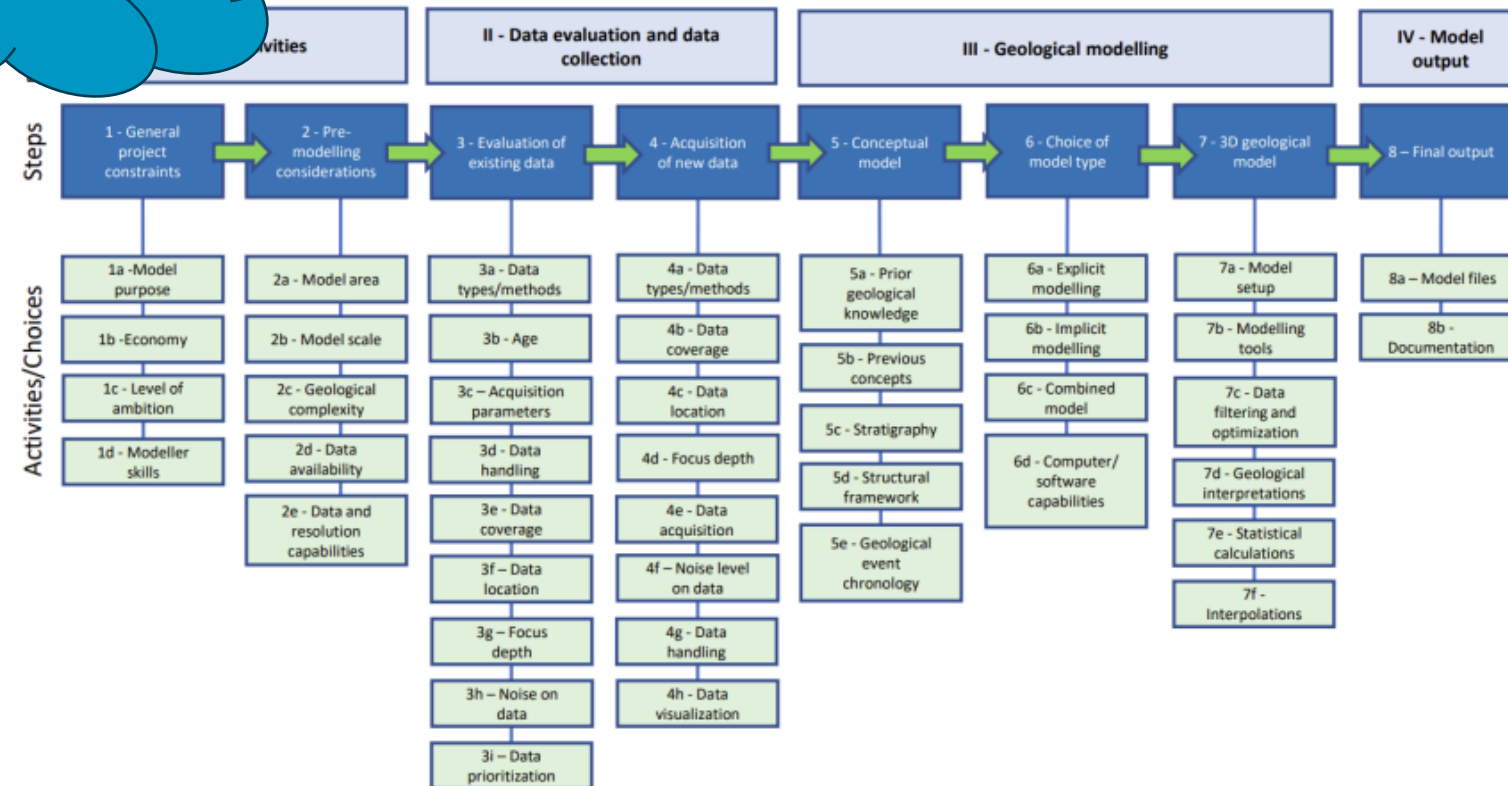 vities
II - Data evaluation and data
collection
III - Geological modelling
IV - Model
output
Steps
1 - General
project
constraints
2 - Pre-
modelling
considerations
3 - Evaluation of
existing data
4 - Acquisition
of new data
5 - Conceptual
model
6 - Choice of
model type
7 - 3D geological
model
8 – Final output
Activities/Choices
1a -Model
purpose
1b -Economy
1c - Level of
ambition
1d - Modeller
skills
2a - Model area
2b - Model scale
2c - Geological
complexity
2d - Data
availability
2e - Data and
resolution
capabilities
3a - Data
types/methods
3b - Age
3c – Acquisition
parameters
3d - Data
handling
3e - Data
coverage
3f – Data
location
3g – Focus
depth
3h – Noise on
data
3i – Data
prioritization
4a - Data
types/methods
4b - Data
coverage
4c - Data
location
4d - Focus depth
4e - Data
acquisition
4f – Noise level
on data
4g - Data
handling
4h - Data
visualization
5a - Prior
geological
knowledge
5b - Previous
concepts
5c - Stratigraphy
5d - Structural
framework
5e - Geological
event
chronology
6a - Explicit
modelling
6b - Implicit
modelling
6c - Combined
model
6d - Computer/
software
capabilities
7a - Model
setup
7b - Modelling
tools
7c - Data
filtering and
optimization
7d - Geological
interpretations
7e - Statistical
calculations
7f -
Interpolations
8a – Model files
8b -
Documentation